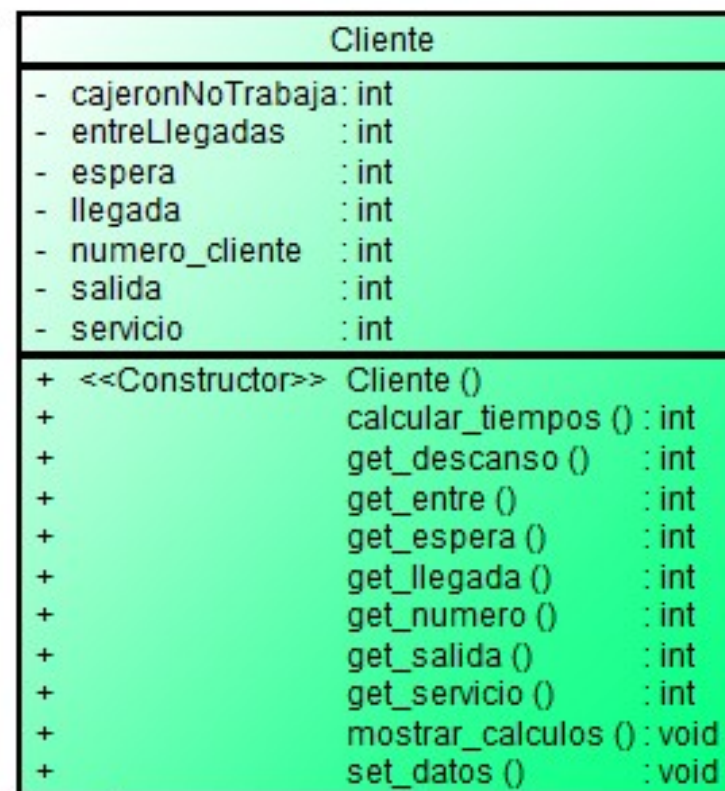 Cliente
- cajeronNoTrabaja: int
- entreLlegadas : int
- espera : int
- llegada : int
- numero_cliente : int
- salida : int
- servicio : int
+ <<Constructor>> Cliente ()
+ calcular_tiempos () : int
+ get_descanso () : int
+ get_entre () : int
+ get_espera () : int
+ get_llegada () : int
+ get_numero () : int
+ get_salida () : int
+ get_servicio () : int
+ mostrar_calculos () : void
+ set_datos () : void